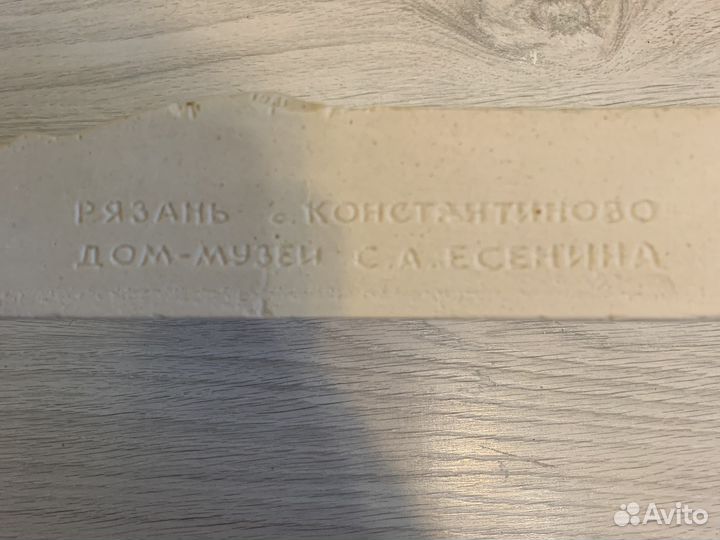 РЯЗАНЬ с. КОНСТАНТИНОВО
ДОМ-МУЗЕЙ С.А. ЕСЕНИНА
Avito